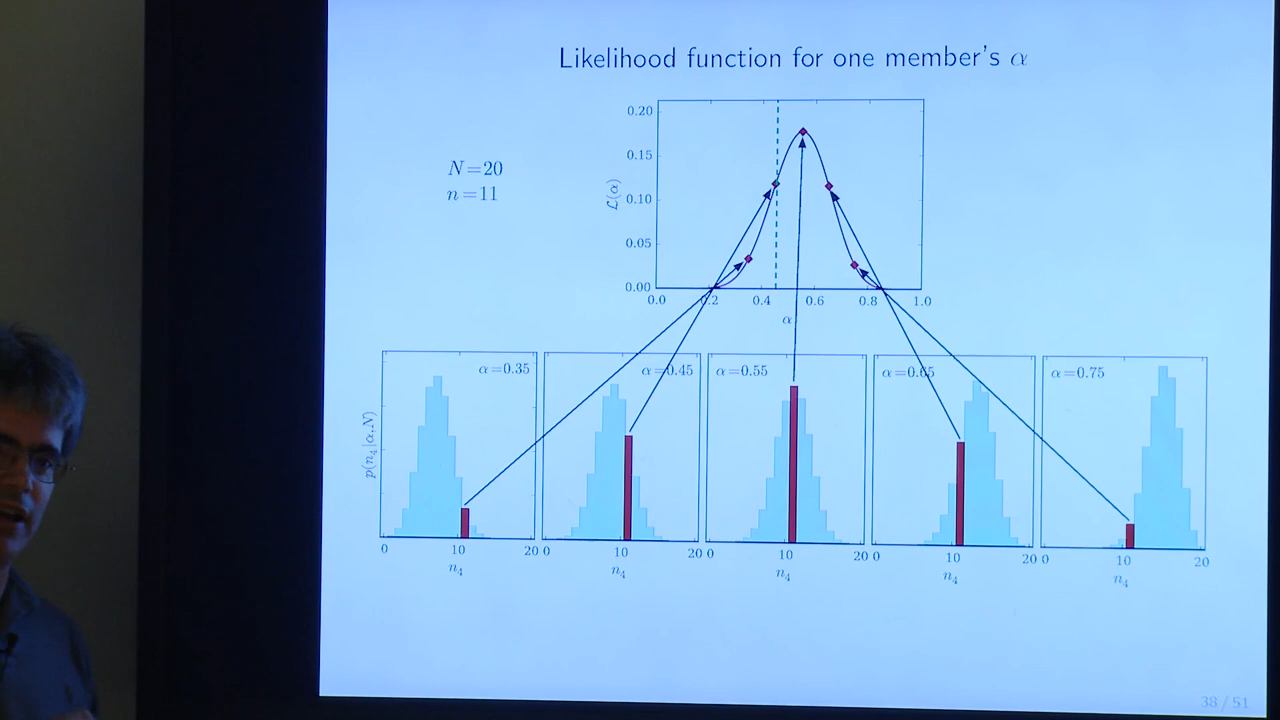 Likelihood function for one member's α
N=20
n=11
0.20
0.15
0.10
0.05
0.00
ℒ(α)
0.0 0.2 0.4 0.6 0.8 1.0
α
α=0.35
α=0.45
α=0.55
α=0.65
α=0.75
p(n₄|α,N)
0 10 20
0 10 20
0 10 20
0 10 20
0 10 20
n₄
n₄
n₄
n₄
n₄
38 / 51